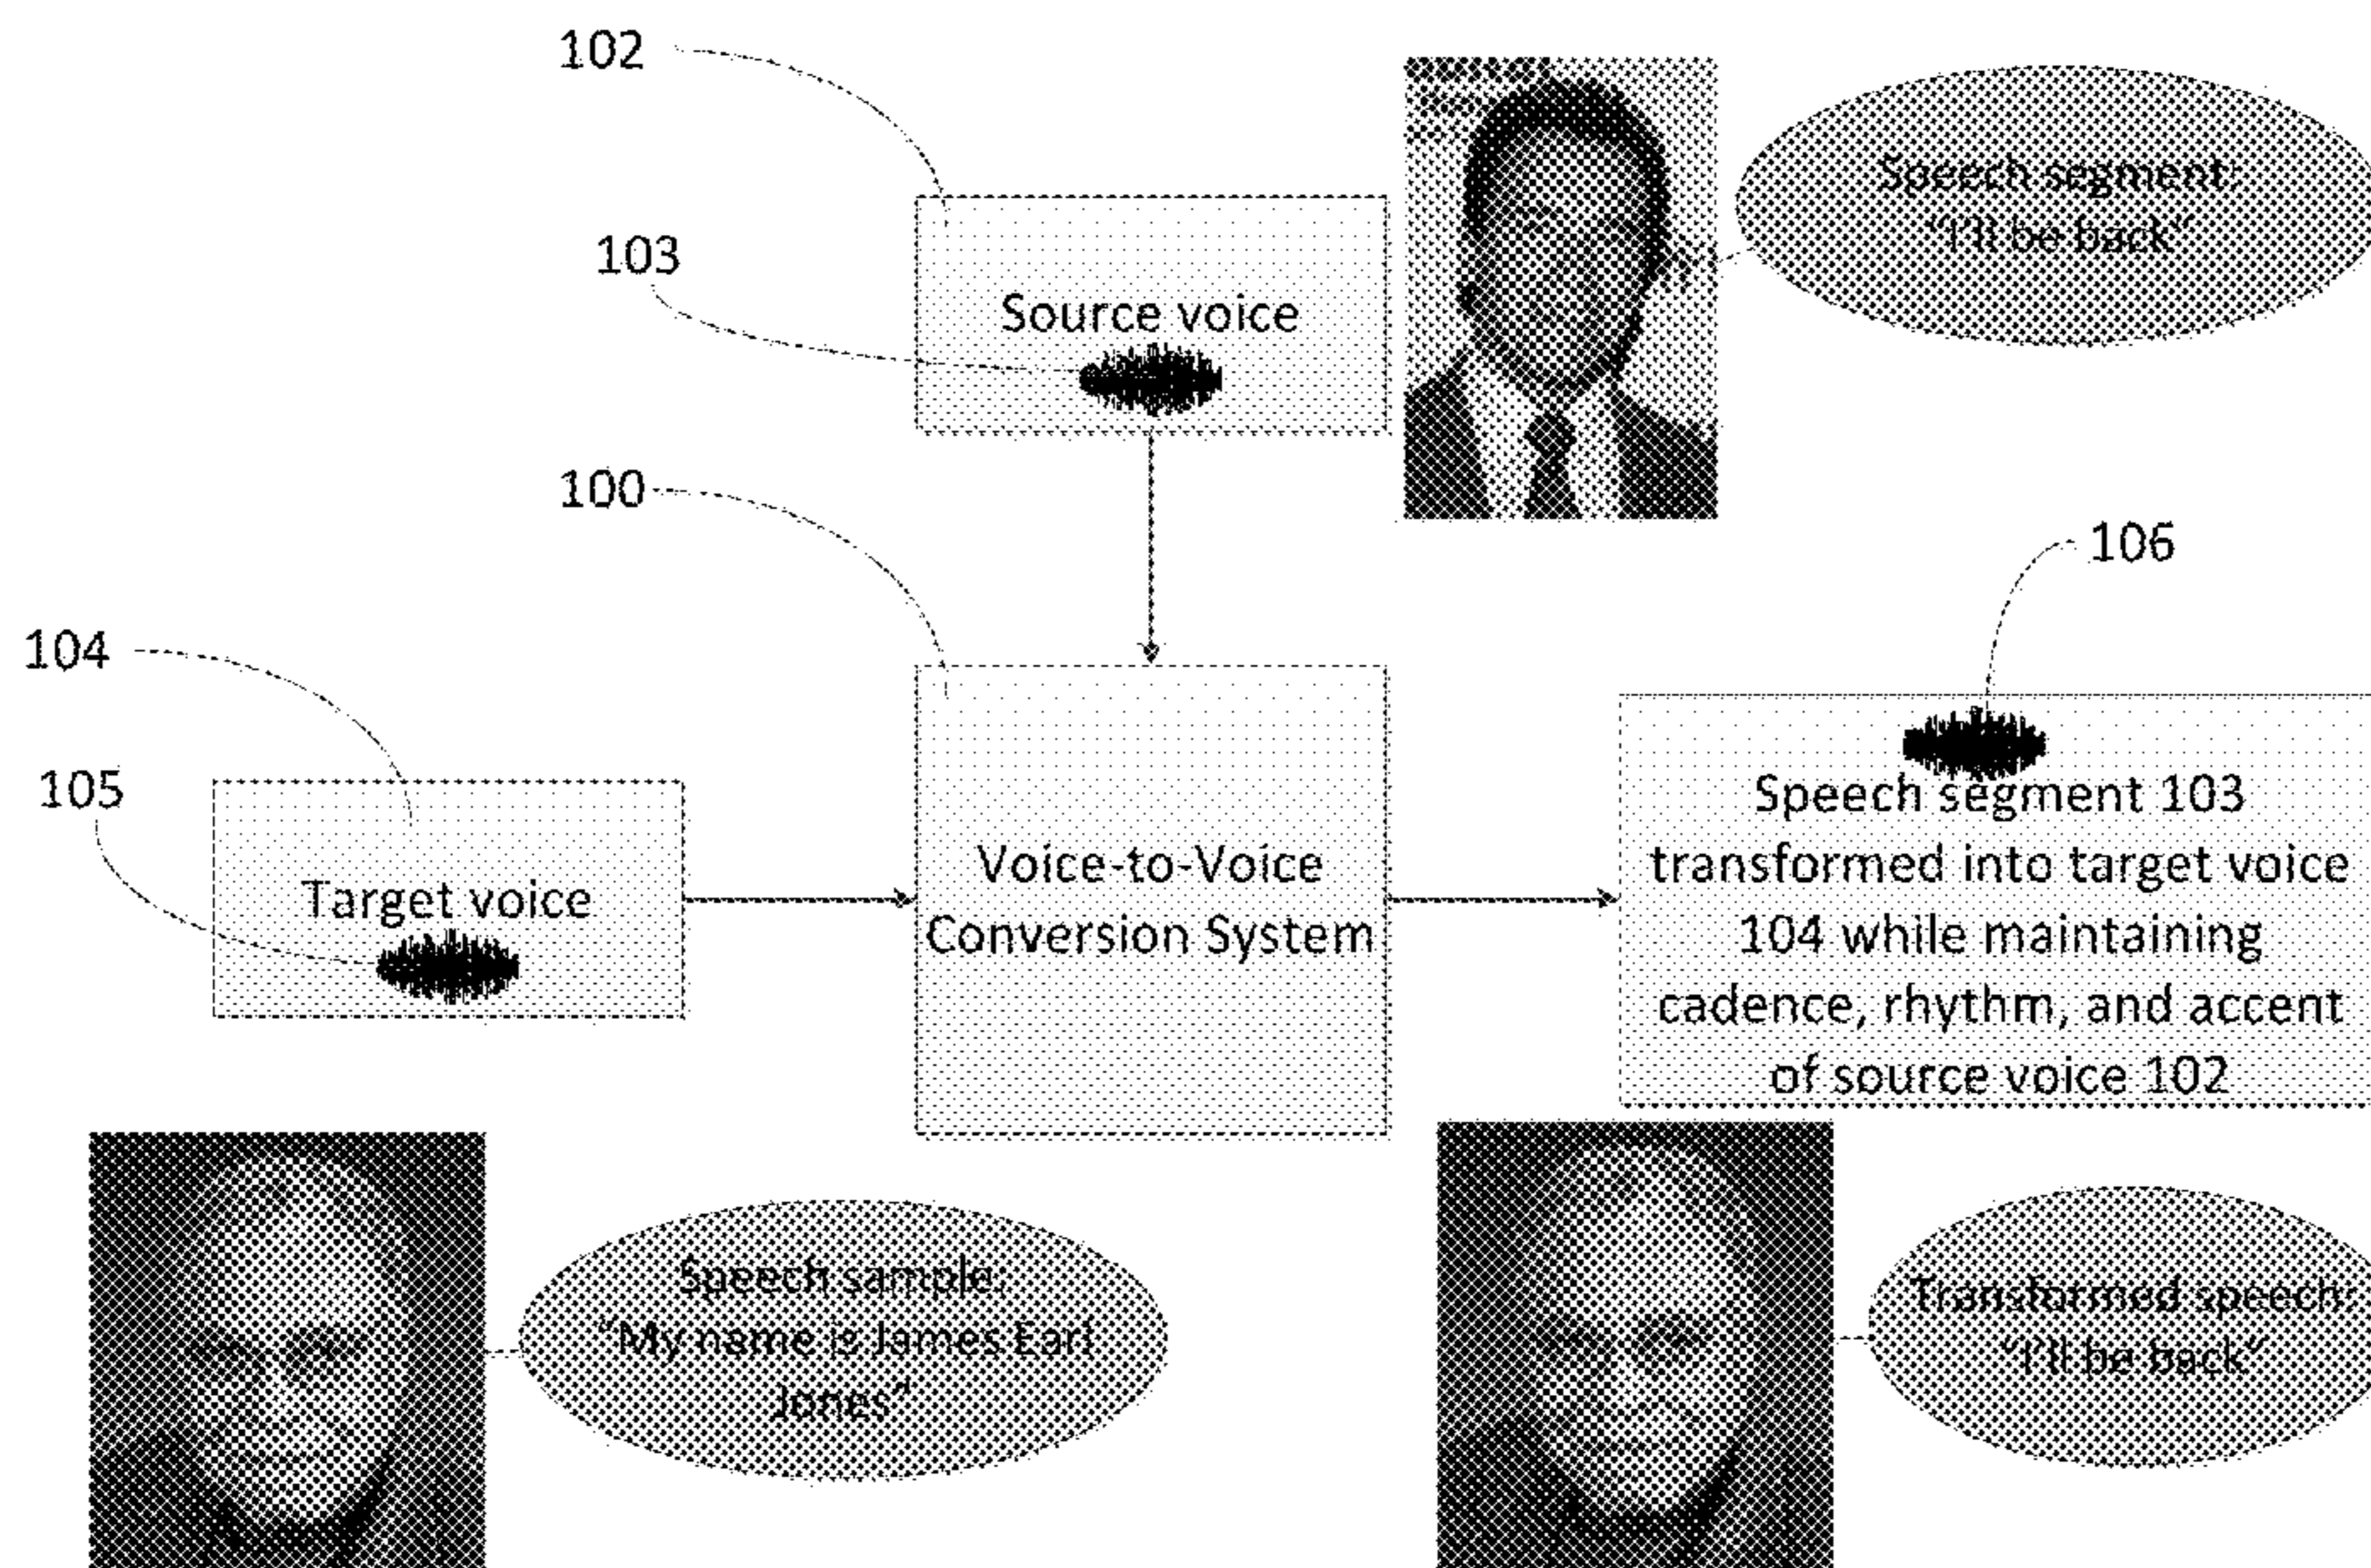 102
Speech segment:
"I'll be back"
103
Source voice
100
106
104
105
Target voice
Voice-to-Voice
Conversion System
Speech segment 103
transformed into target voice
104 while maintaining
cadence, rhythm, and accent
of source voice 102
Speech sample:
"My name is James Earl
Jones"
Transformed speech:
"I'll be back"